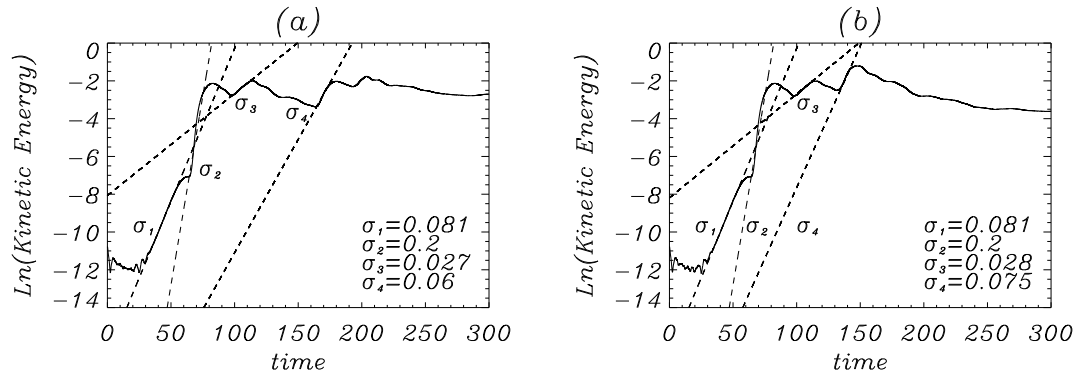 (a)
Ln(Kinetic Energy)
0
−2
−4
−6
−8
−10
−12
−14
σ₃
σ₄
σ₂
σ₁
σ₁=0.081
σ₂=0.2
σ₃=0.027
σ₄=0.06
0 50 100 150 200 250 300
time
(b)
Ln(Kinetic Energy)
0
−2
−4
−6
−8
−10
−12
−14
σ₃
σ₁ σ₂ σ₄
σ₁=0.081
σ₂=0.2
σ₃=0.028
σ₄=0.075
0 50 100 150 200 250 300
time